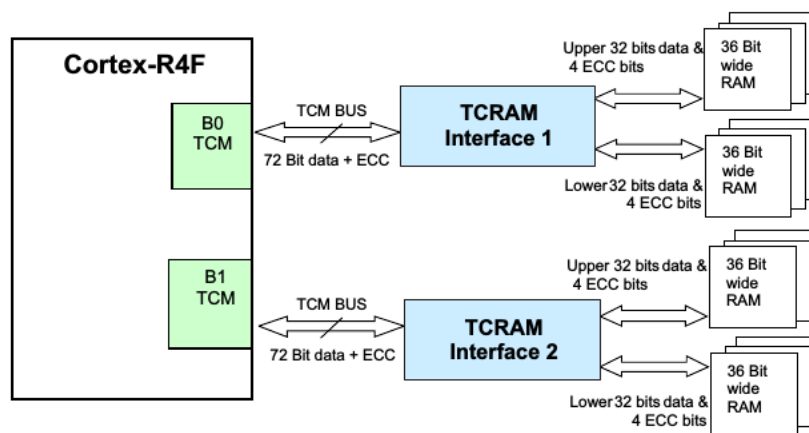 Cortex-R4F
B0
TCM
TCM BUS
72 Bit data + ECC
TCRAM
Interface 1
Upper 32 bits data &
4 ECC bits
36 Bit
wide
RAM
Lower 32 bits data &
4 ECC bits
36 Bit
wide
RAM
B1
TCM
TCM BUS
72 Bit data + ECC
TCRAM
Interface 2
Upper 32 bits data &
4 ECC bits
36 Bit
wide
RAM
Lower 32 bits data &
4 ECC bits
36 Bit
wide
RAM